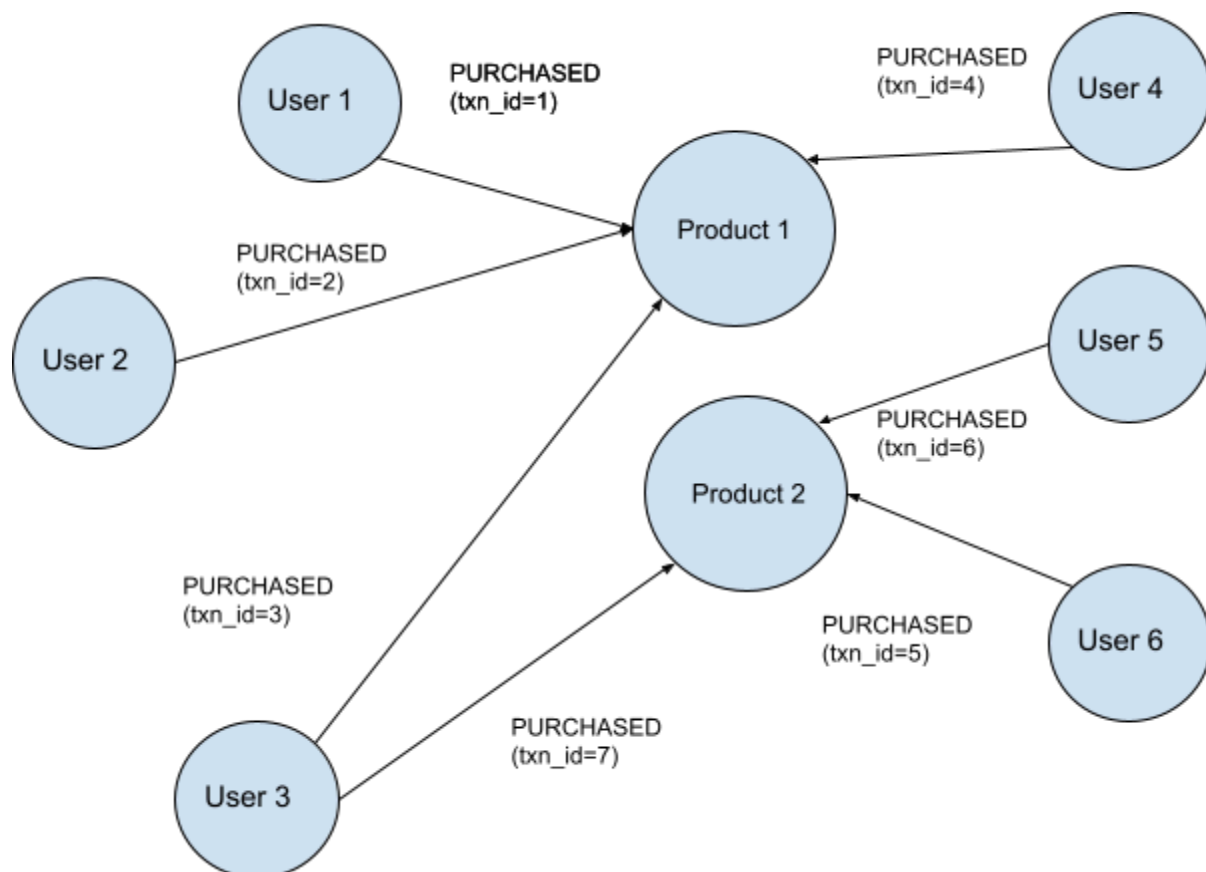 User 1
PURCHASED
(txn_id=1)
PURCHASED
(txn_id=4)
User 4
Product 1
PURCHASED
(txn_id=2)
User 2
User 5
PURCHASED
(txn_id=6)
Product 2
PURCHASED
(txn_id=3)
PURCHASED
(txn_id=5)
User 6
PURCHASED
(txn_id=7)
User 3